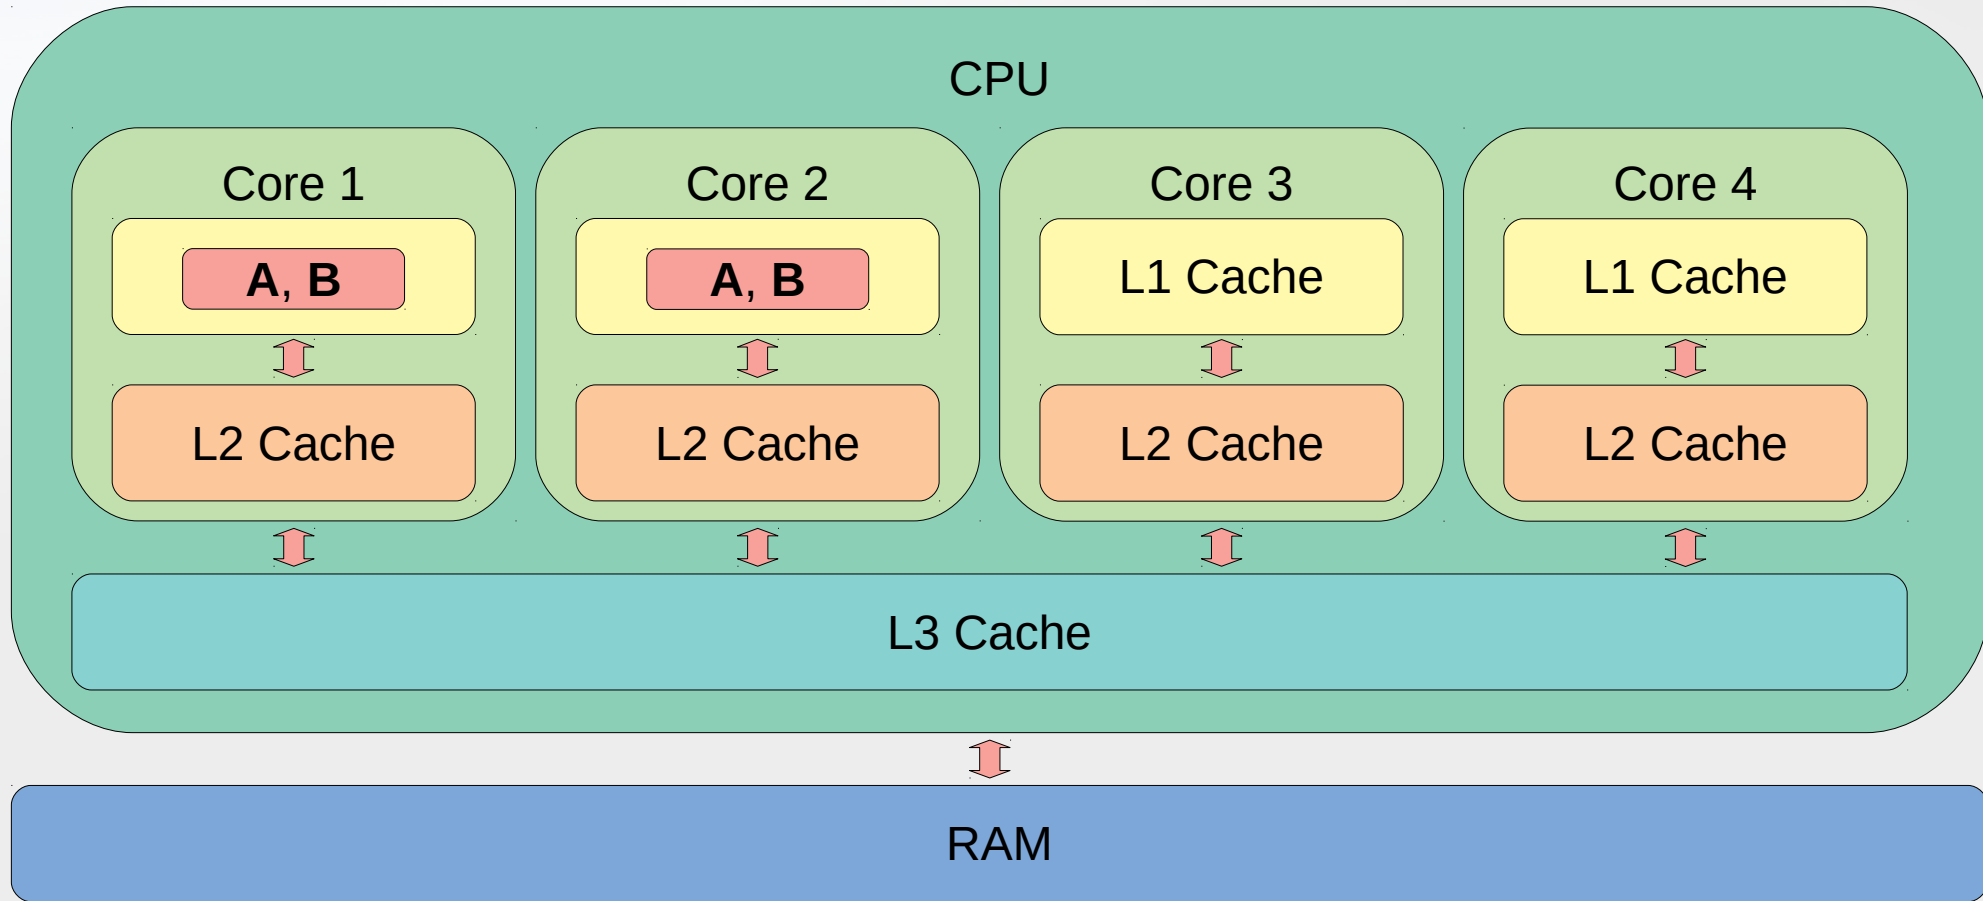 CPU
Core 1
Core 2
Core 3
Core 4
A, B
A, B
L1 Cache
L1 Cache
L2 Cache
L2 Cache
L2 Cache
L2 Cache
L3 Cache
RAM